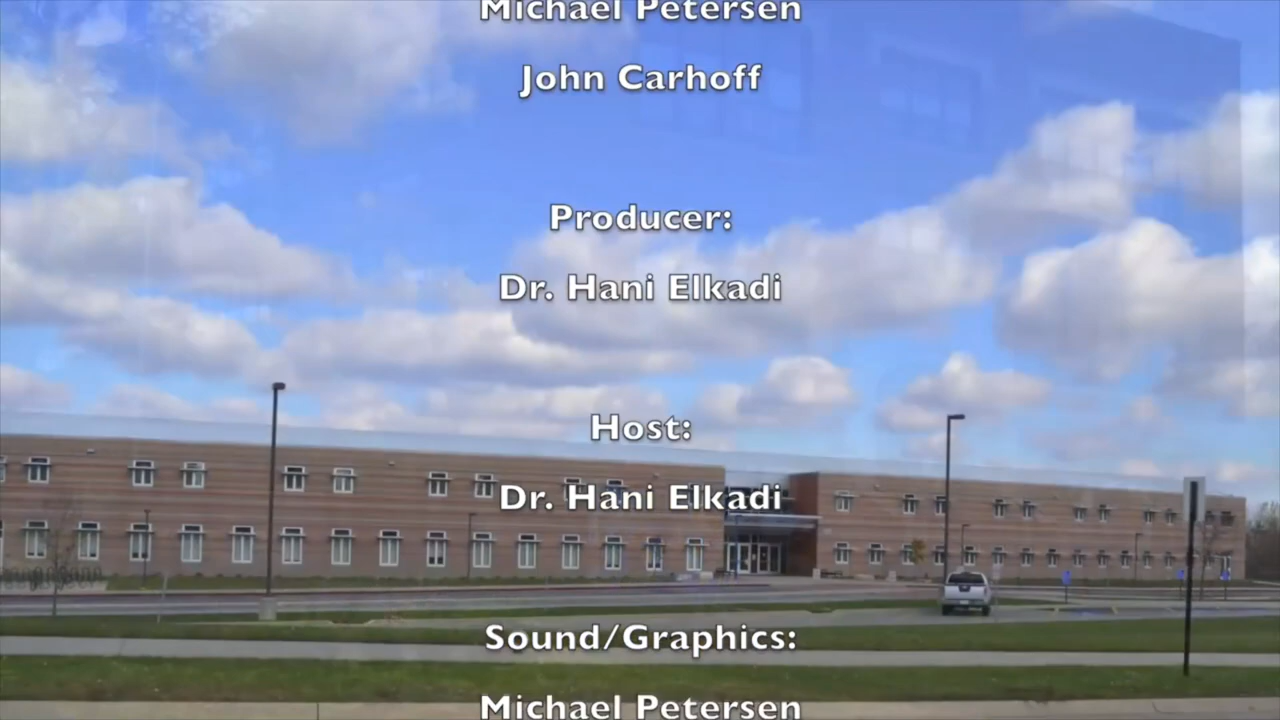 Michael Petersen
John Carhoff
Producer:
Dr. Hani Elkadi
Host:
Dr. Hani Elkadi
Sound/Graphics:
Michael Petersen